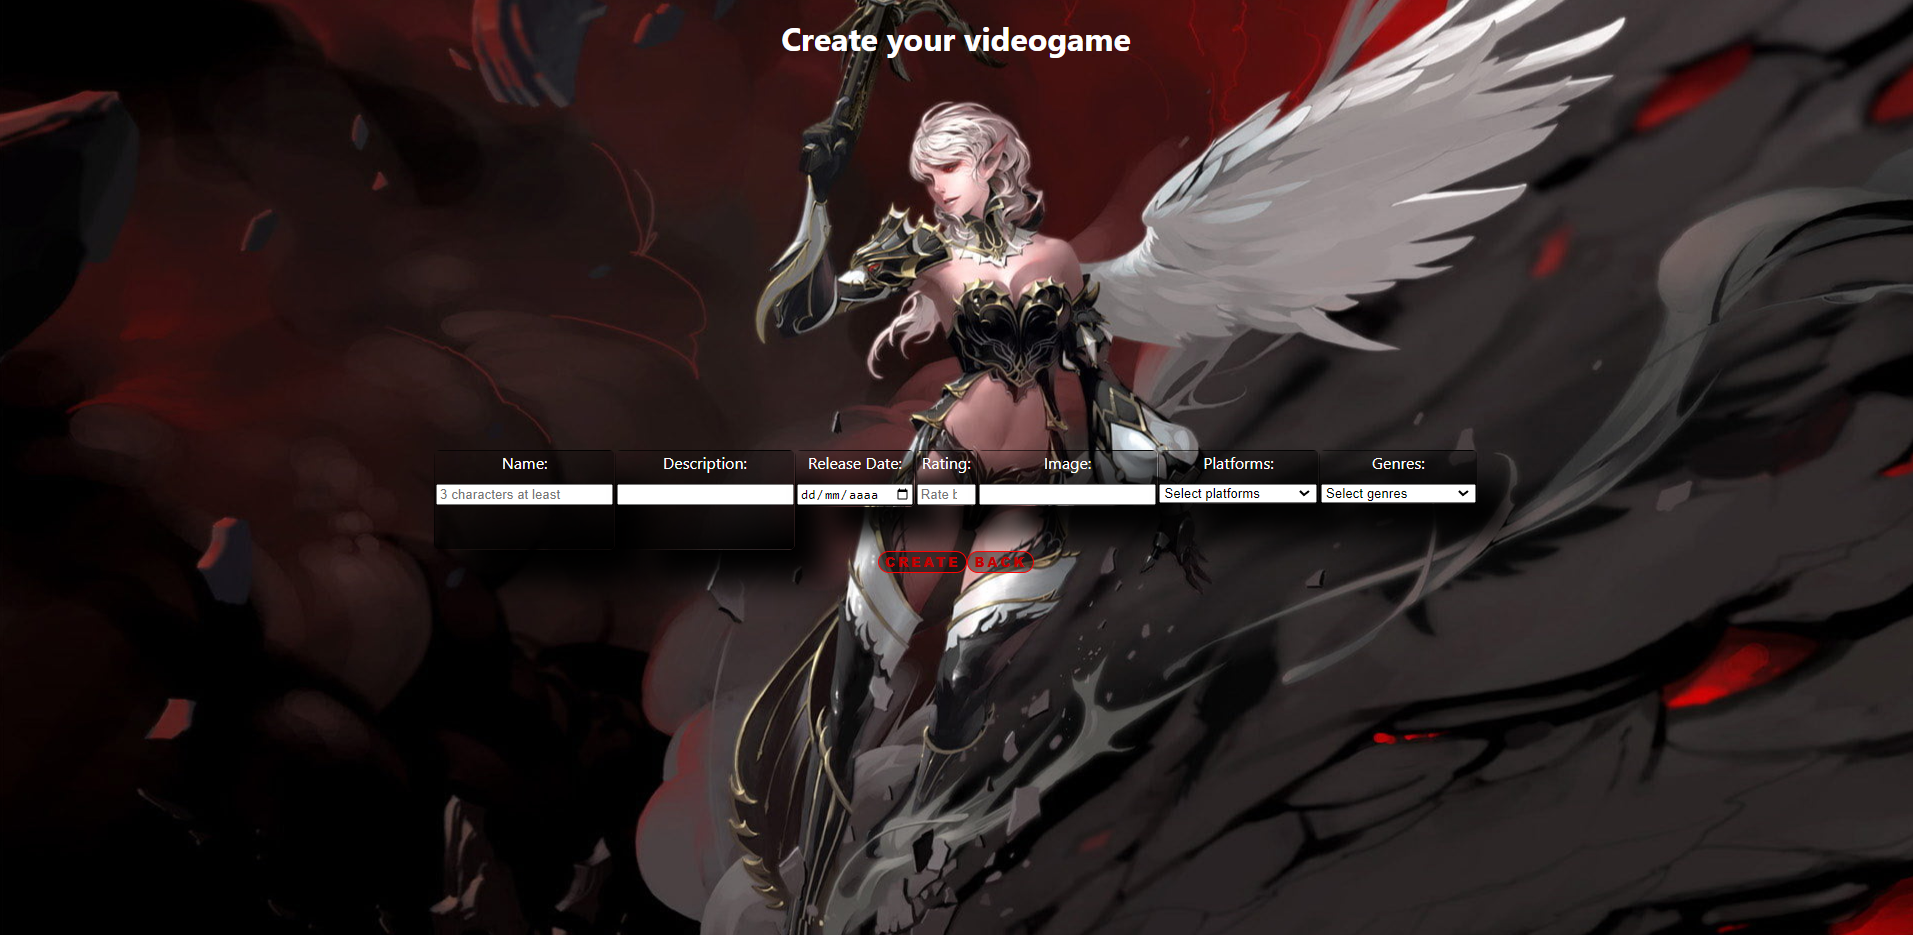 Create your videogame
Name: Description: Release Date: Rating: Image: Platforms: Genres:
3 characters at least dd/mm/aaaa Rate b Select platforms Select genres
CREATE BACK